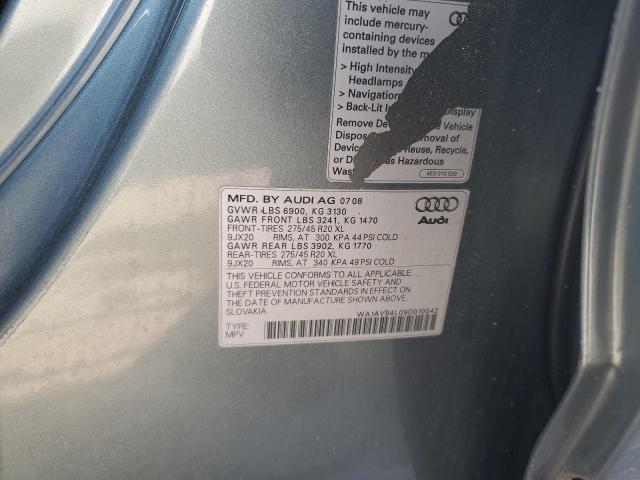 This vehicle may
include mercury-
containing devices
installed by the m
> High Intensity
Headlamps
> Navigation
> Back-Lit Display
Remove De Vehicle
Dispos of
Devic Reuse, Recycle,
or D as Hazardous
Waste
4E0 010 530
MFD. BY AUDI AG 07 08
GVWR LBS 6900, KG 3130
GAWR FRONT LBS 3241, KG 1470
FRONT-TIRES 275/45 R20 XL
9JX20 RIMS, AT 300 KPA 44 PSI COLD
GAWR REAR LBS 3902, KG 1770
REAR-TIRES 275/45 R20 XL
9JX20 RIMS, AT 340 KPA 49 PSI COLD
Audi
THIS VEHICLE CONFORMS TO ALL APPLICABLE
U.S. FEDERAL MOTOR VEHICLE SAFETY AND
THEFT PREVENTION STANDARDS IN EFFECT ON
THE DATE OF MANUFACTURE SHOWN ABOVE.
SLOVAKIA
WA1AV94L09D010042
TYPE:
MPV